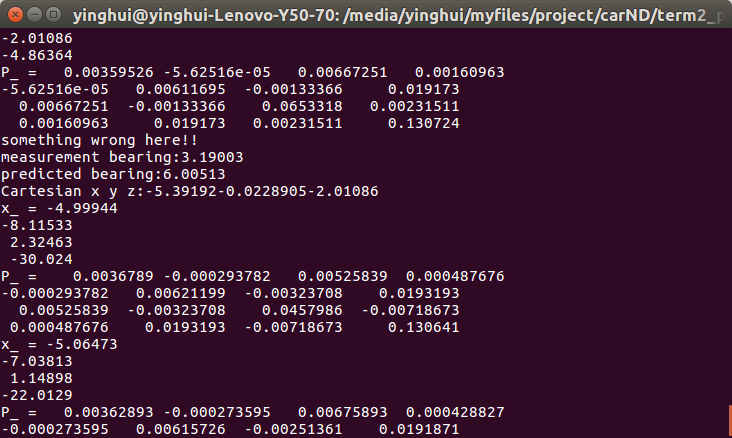 yinghui@yinghui-Lenovo-Y50-70: /media/yinghui/myfiles/project/carND/term2_p
-2.01086
-4.86364
P_ =   0.00359526 -5.62516e-05   0.00667251   0.00160963
-5.62516e-05   0.00611695  -0.00133366     0.019173
  0.00667251  -0.00133366    0.0653318   0.00231511
  0.00160963     0.019173   0.00231511     0.130724
something wrong here!!
measurement bearing:3.19003
predicted bearing:6.00513
Cartesian x y z:-5.39192-0.0228905-2.01086
x_ = -4.99944
-8.11533
 2.32463
 -30.024
P_ =    0.0036789 -0.000293782   0.00525839  0.000487676
-0.000293782   0.00621199  -0.00323708    0.0193193
  0.00525839  -0.00323708    0.0457986  -0.00718673
 0.000487676    0.0193193  -0.00718673     0.130641
x_ = -5.06473
-7.03813
 1.14898
-22.0129
P_ =   0.00362893 -0.000273595   0.00675893  0.000428827
-0.000273595   0.00615726  -0.00251361    0.0191871